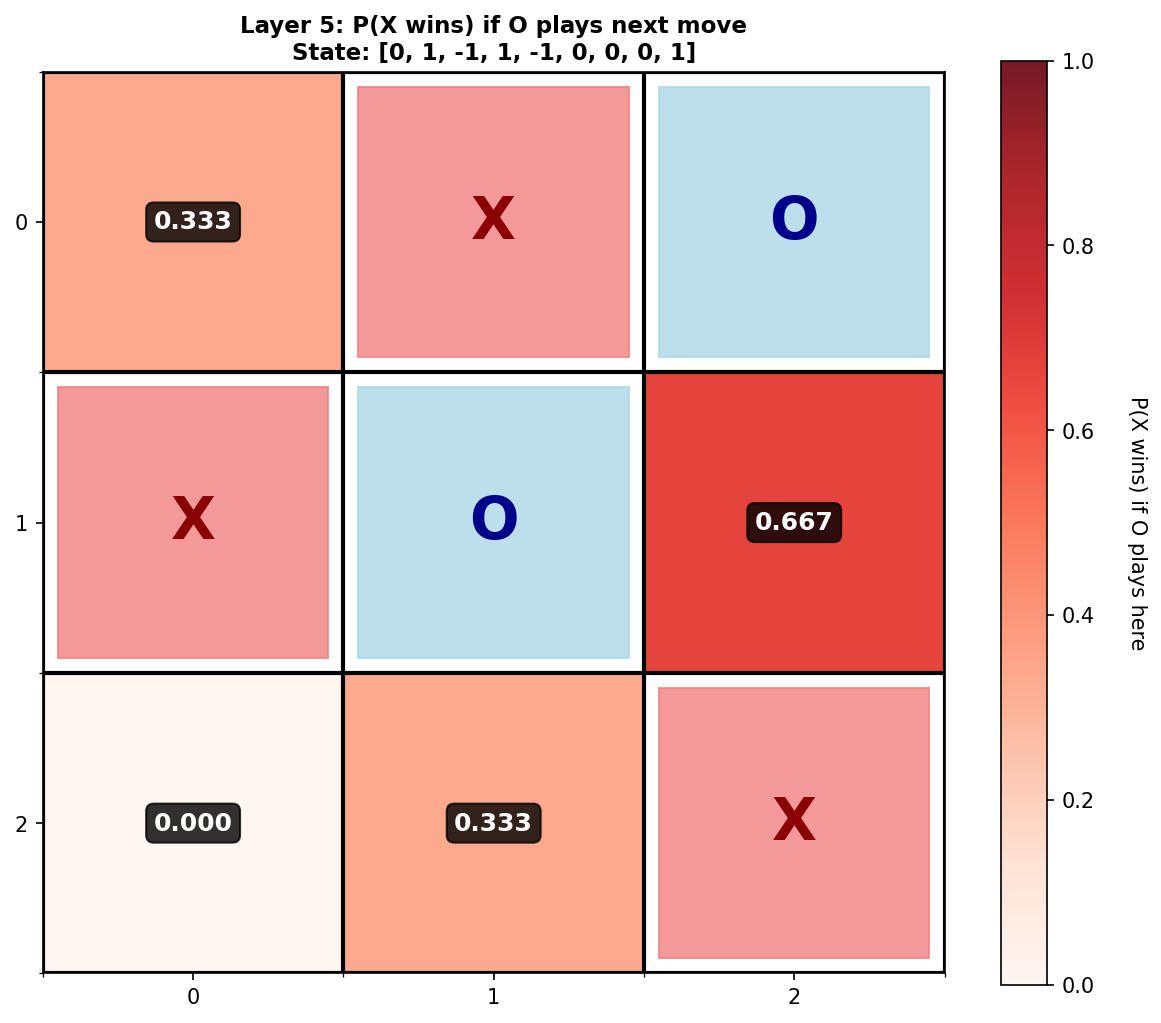 Layer 5: P(X wins) if O plays next move
State: [0, 1, -1, 1, -1, 0, 0, 0, 1]
0
0.333
X
O
1
X
O
0.667
2
0.000
0.333
X
0
1
2
1.0
0.8
0.6
0.4
0.2
0.0
P(X wins) if O plays here